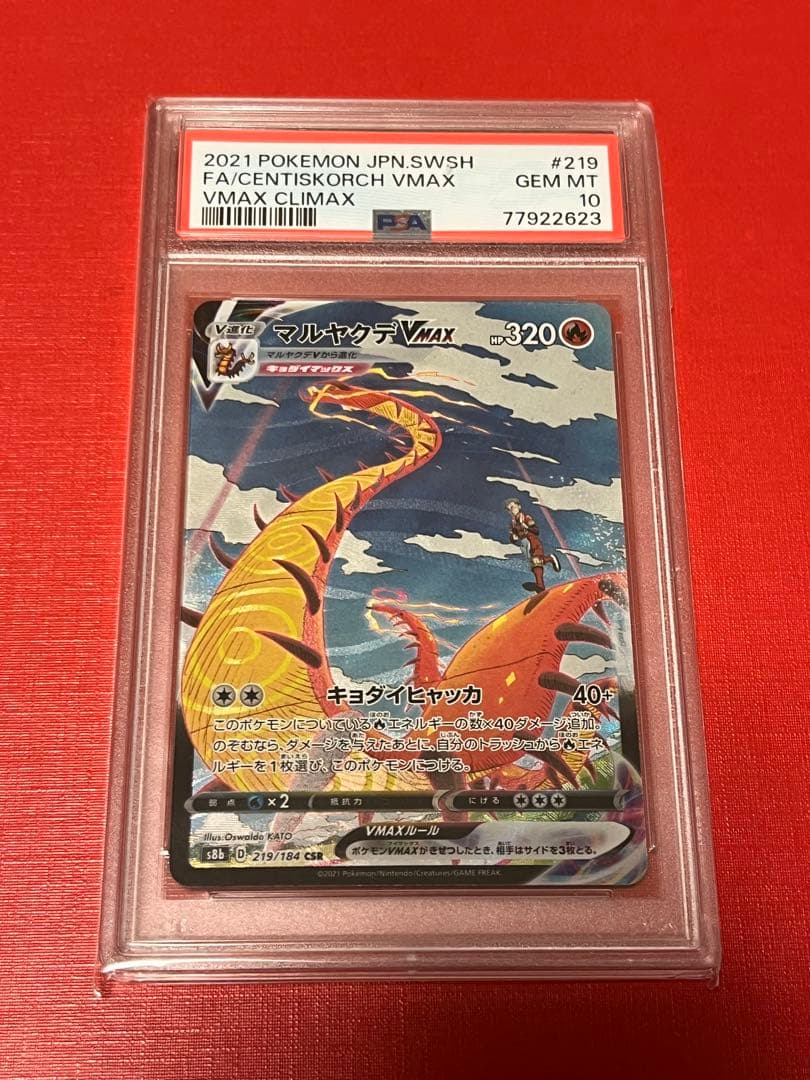 2021 POKEMON JPN.SWSH #219
FA/CENTISKORCH VMAX GEM MT
VMAX CLIMAX 10
PSA 77922623
V進化 マルヤクデVMAX HP320
マルヤクデVから進化
キョダイマックス
キョダイヒャッカ 40+
このポケモンについている エネルギーの数×40ダメージ追加。
のぞむなら、ダメージを与えたあとに、自分のトラッシュから エネ
ルギーを1枚選び、このポケモンにつける。
弱点 ×2 抵抗力 にげる
Illus. Oswaldo KATO VMAXルール
s8b D 219/184 CSR ポケモンVMAXがきぜつしたとき、相手はサイドを3枚とる。
©2021 Pokémon/Nintendo/Creatures/GAME FREAK.